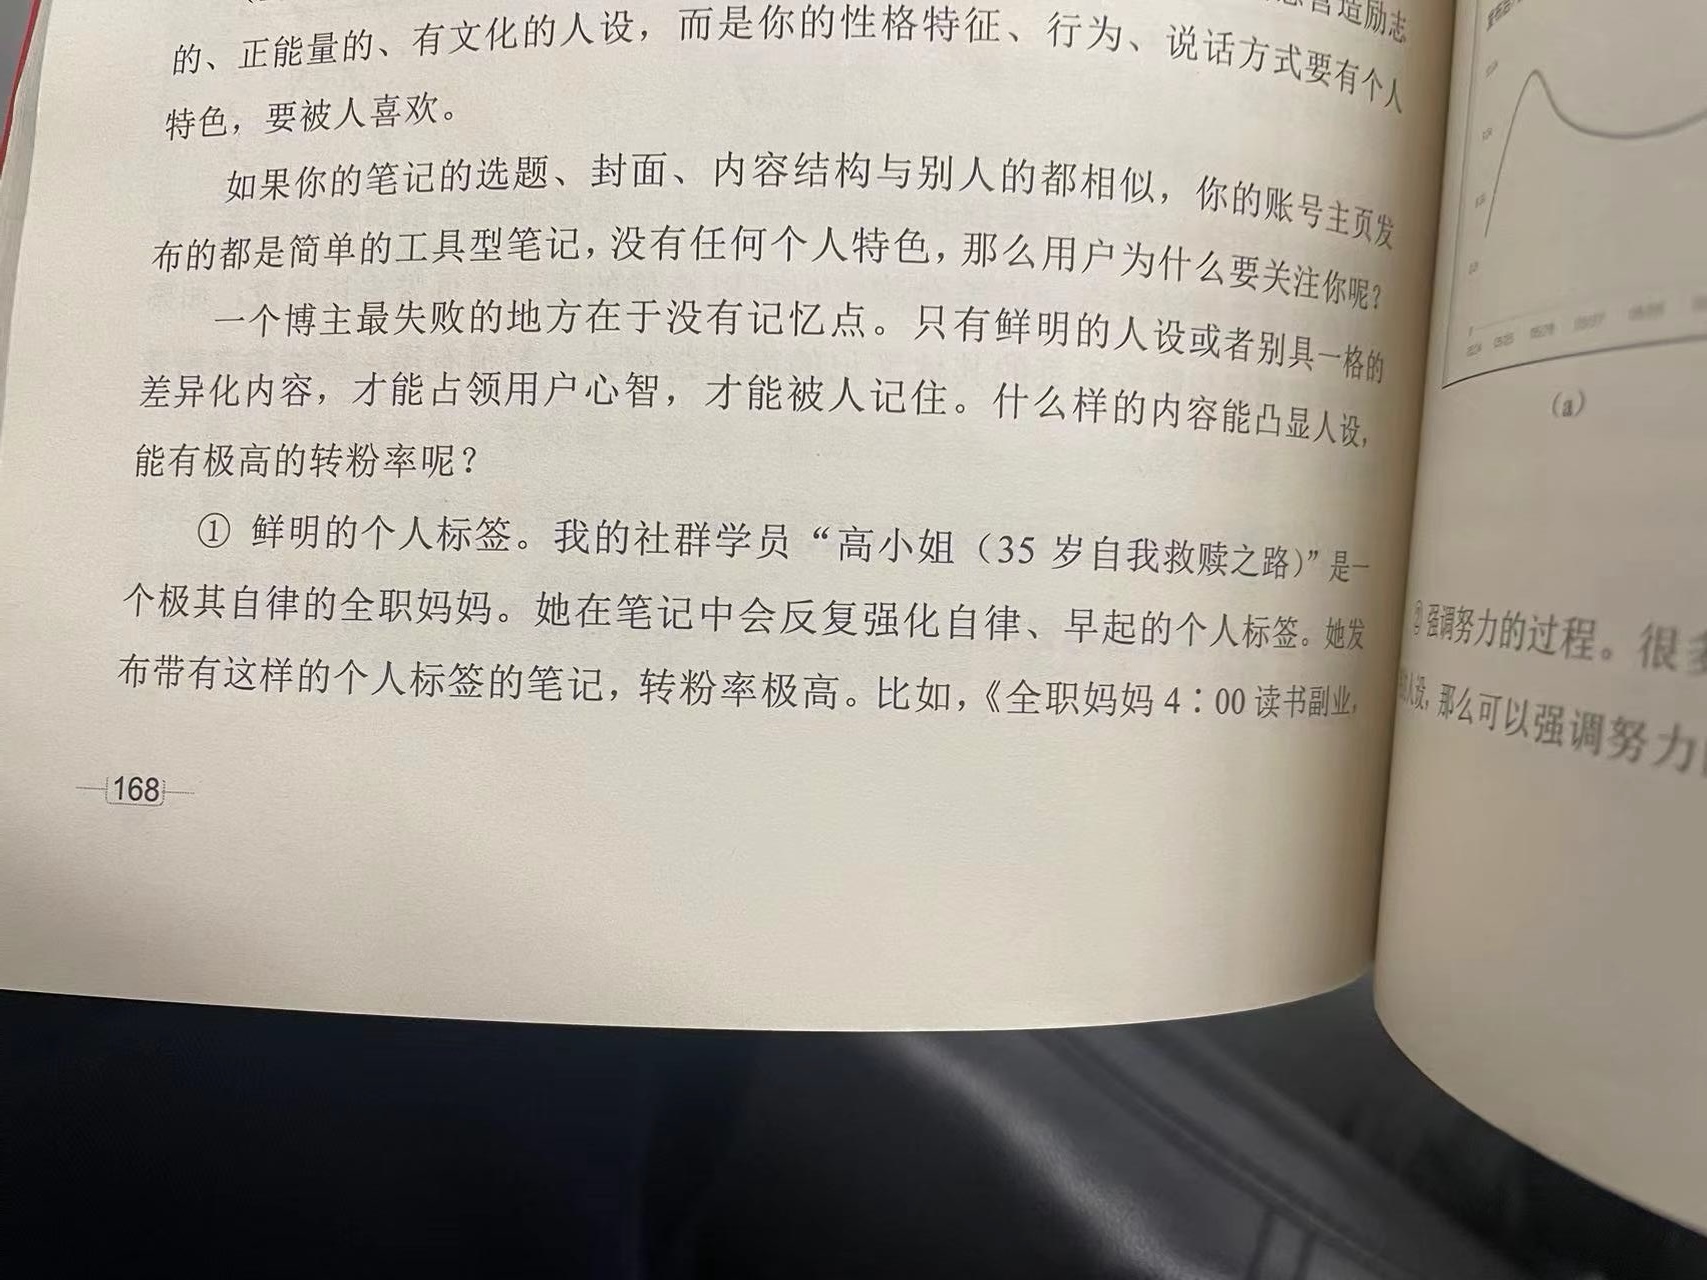 营造励志
的、正能量的、有文化的人设，而是你的性格特征、行为、说话方式要有个人
特色，要被人喜欢。
如果你的笔记的选题、封面、内容结构与别人的都相似，你的账号主页发
布的都是简单的工具型笔记，没有任何个人特色，那么用户为什么要关注你呢？
一个博主最失败的地方在于没有记忆点。只有鲜明的人设或者别具一格的
差异化内容，才能占领用户心智，才能被人记住。什么样的内容能凸显人设，
能有极高的转粉率呢？
① 鲜明的个人标签。我的社群学员“高小姐（35 岁自我救赎之路）”是一
个极其自律的全职妈妈。她在笔记中会反复强化自律、早起的个人标签。她发
布带有这样的个人标签的笔记，转粉率极高。比如，《全职妈妈 4∶00 读书副业，
168
(a)
② 强调努力的过程。很多
人设，那么可以强调努力